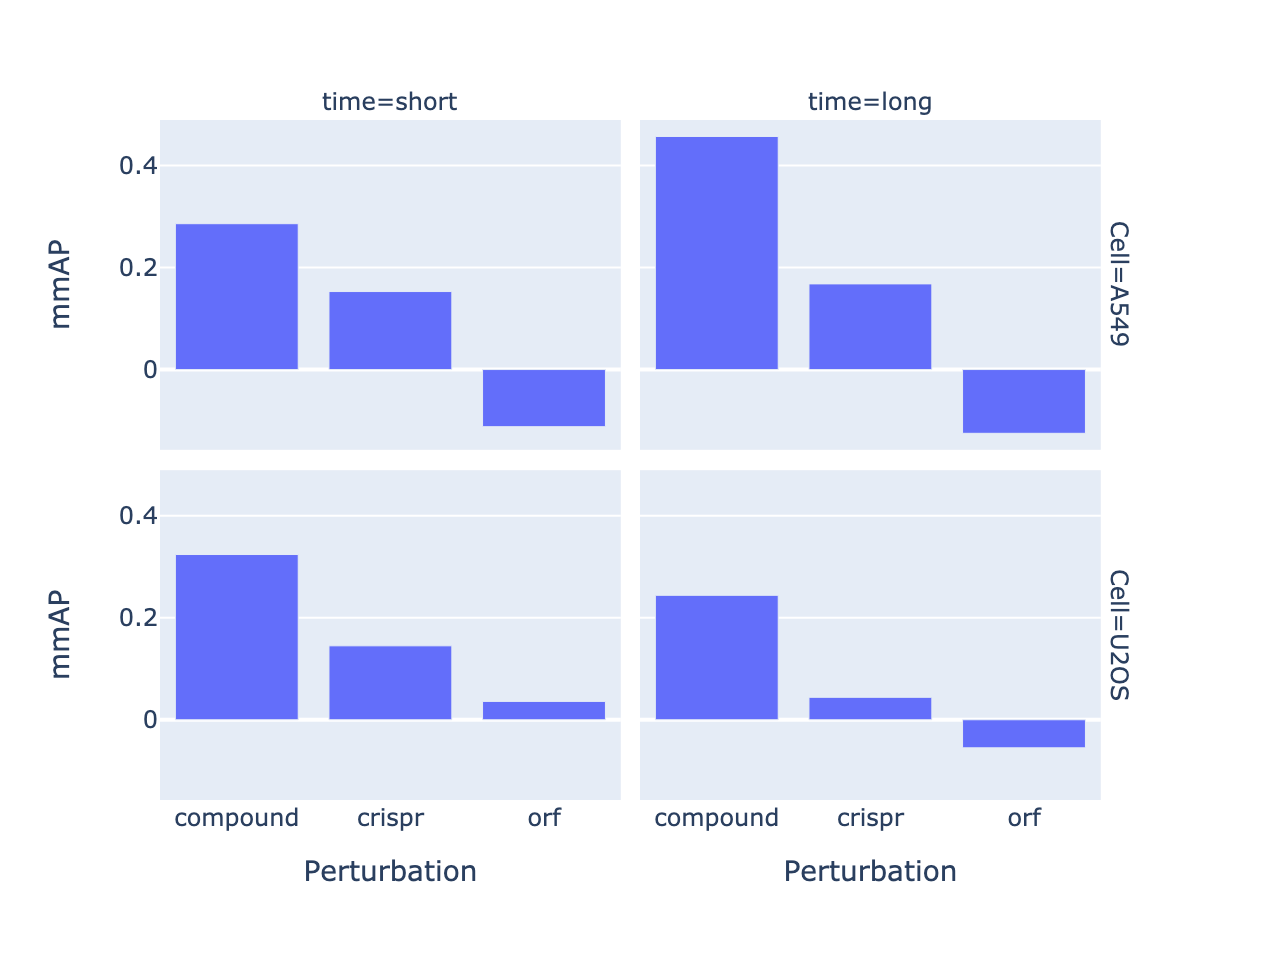 time=short
time=long
mmAP
0.4
0.2
0
Cell=A549
mmAP
0.4
0.2
0
Cell=U2OS
compound
crispr
orf
compound
crispr
orf
Perturbation
Perturbation